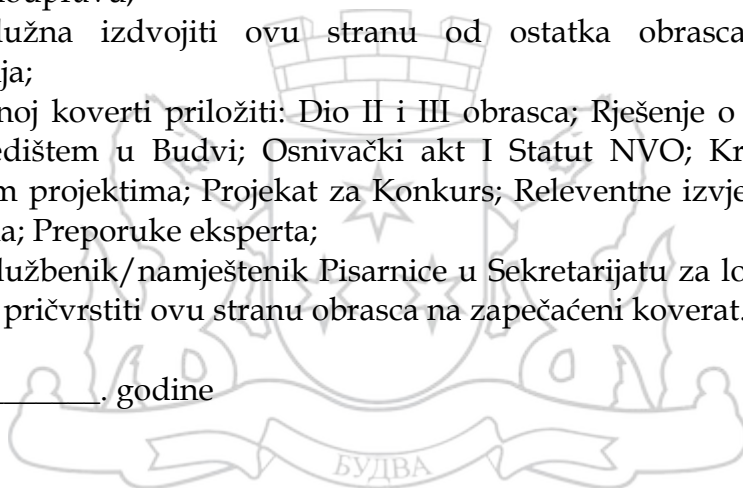 lužna izdvojiti ovu stranu od ostatka obrasca
ja;
noj koverti priložiti: Dio II i III obrasca; Rješenje o
edištem u Budvi; Osnivački akt I Statut NVO; Kr
m projektima; Projekat za Konkurs; Releventne izvje
a; Preporuke eksperta;
lužbenik/namještenik Pisarnice u Sekretarijatu za lo
pričvrstiti ovu stranu obrasca na zapečaćeni koverat.
_______. godine
БУДВА